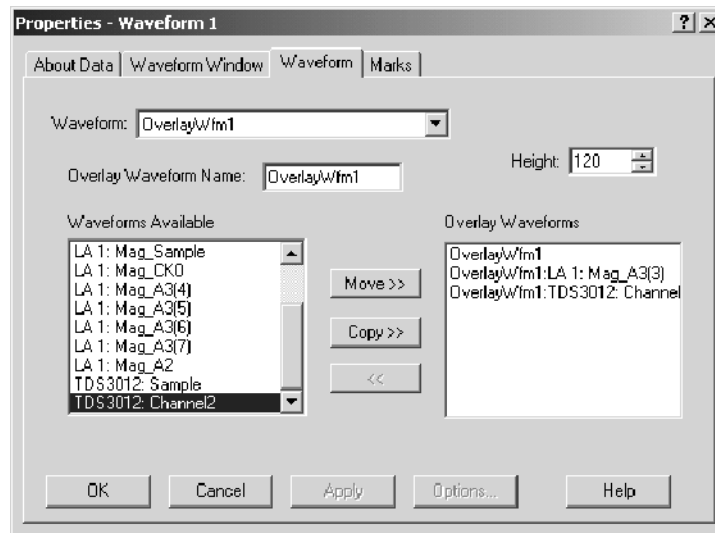 Properties - Waveform 1
About Data
Waveform Window
Waveform
Marks
Waveform: OverlayWfm1
Height: 120
Overlay Waveform Name: OverlayWfm1
Waveforms Available
LA 1: Mag_Sample
LA 1: Mag_CK0
LA 1: Mag_A3(4)
LA 1: Mag_A3(5)
LA 1: Mag_A3(6)
LA 1: Mag_A3(7)
LA 1: Mag_A2
TDS3012: Sample
TDS3012: Channel2
Move >>
Copy >>
<<
Overlay Waveforms
OverlayWfm1
OverlayWfm1:LA 1: Mag_A3(3)
OverlayWfm1:TDS3012: Channel
OK
Cancel
Apply
Options...
Help